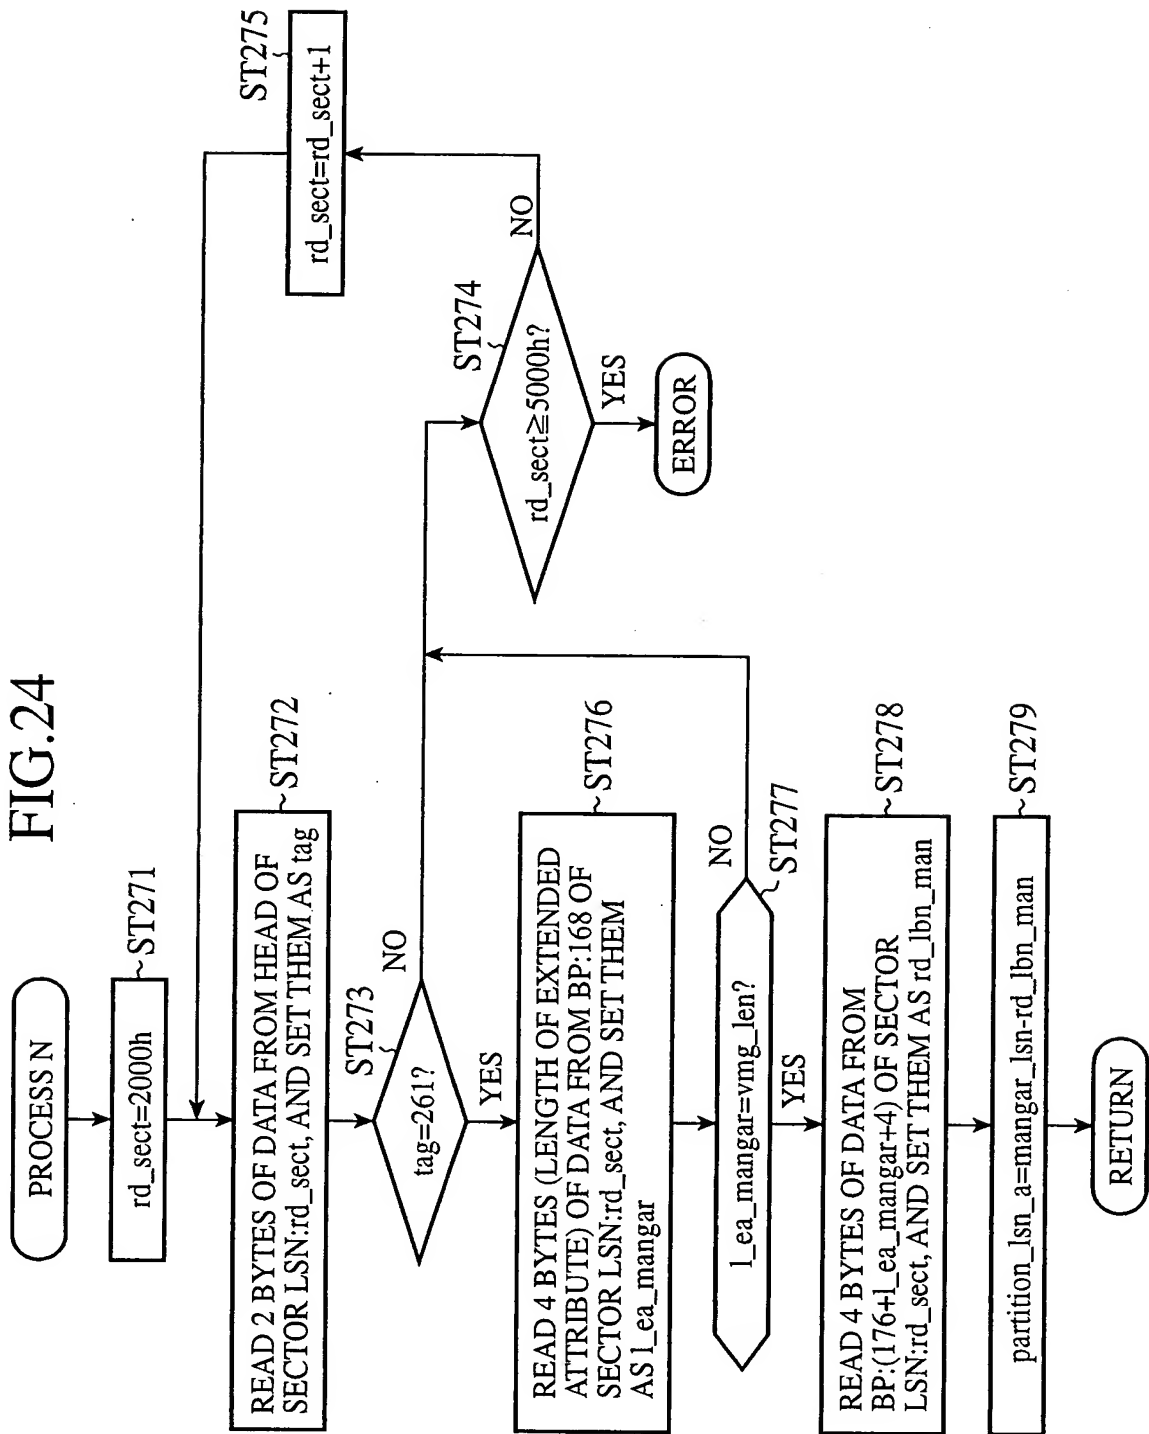 FIG.24
PROCESS N
ST271
rd_sect=2000h
ST272
READ 2 BYTES OF DATA FROM HEAD OF
SECTOR LSN:rd_sect, AND SET THEM AS tag
ST273
tag=261?
NO
YES
ST274
rd_sect≧5000h?
NO
YES
ERROR
ST275
rd_sect=rd_sect+1
ST276
READ 4 BYTES (LENGTH OF EXTENDED
ATTRIBUTE) OF DATA FROM BP:168 OF
SECTOR LSN:rd_sect, AND SET THEM
AS l_ea_mangar
ST277
l_ea_mangar=vmg_len?
NO
YES
ST278
READ 4 BYTES OF DATA FROM
BP:(176+l_ea_mangar+4) OF SECTOR
LSN:rd_sect, AND SET THEM AS rd_lbn_man
ST279
partition_lsn_a=mangar_lsn-rd_lbn_man
RETURN